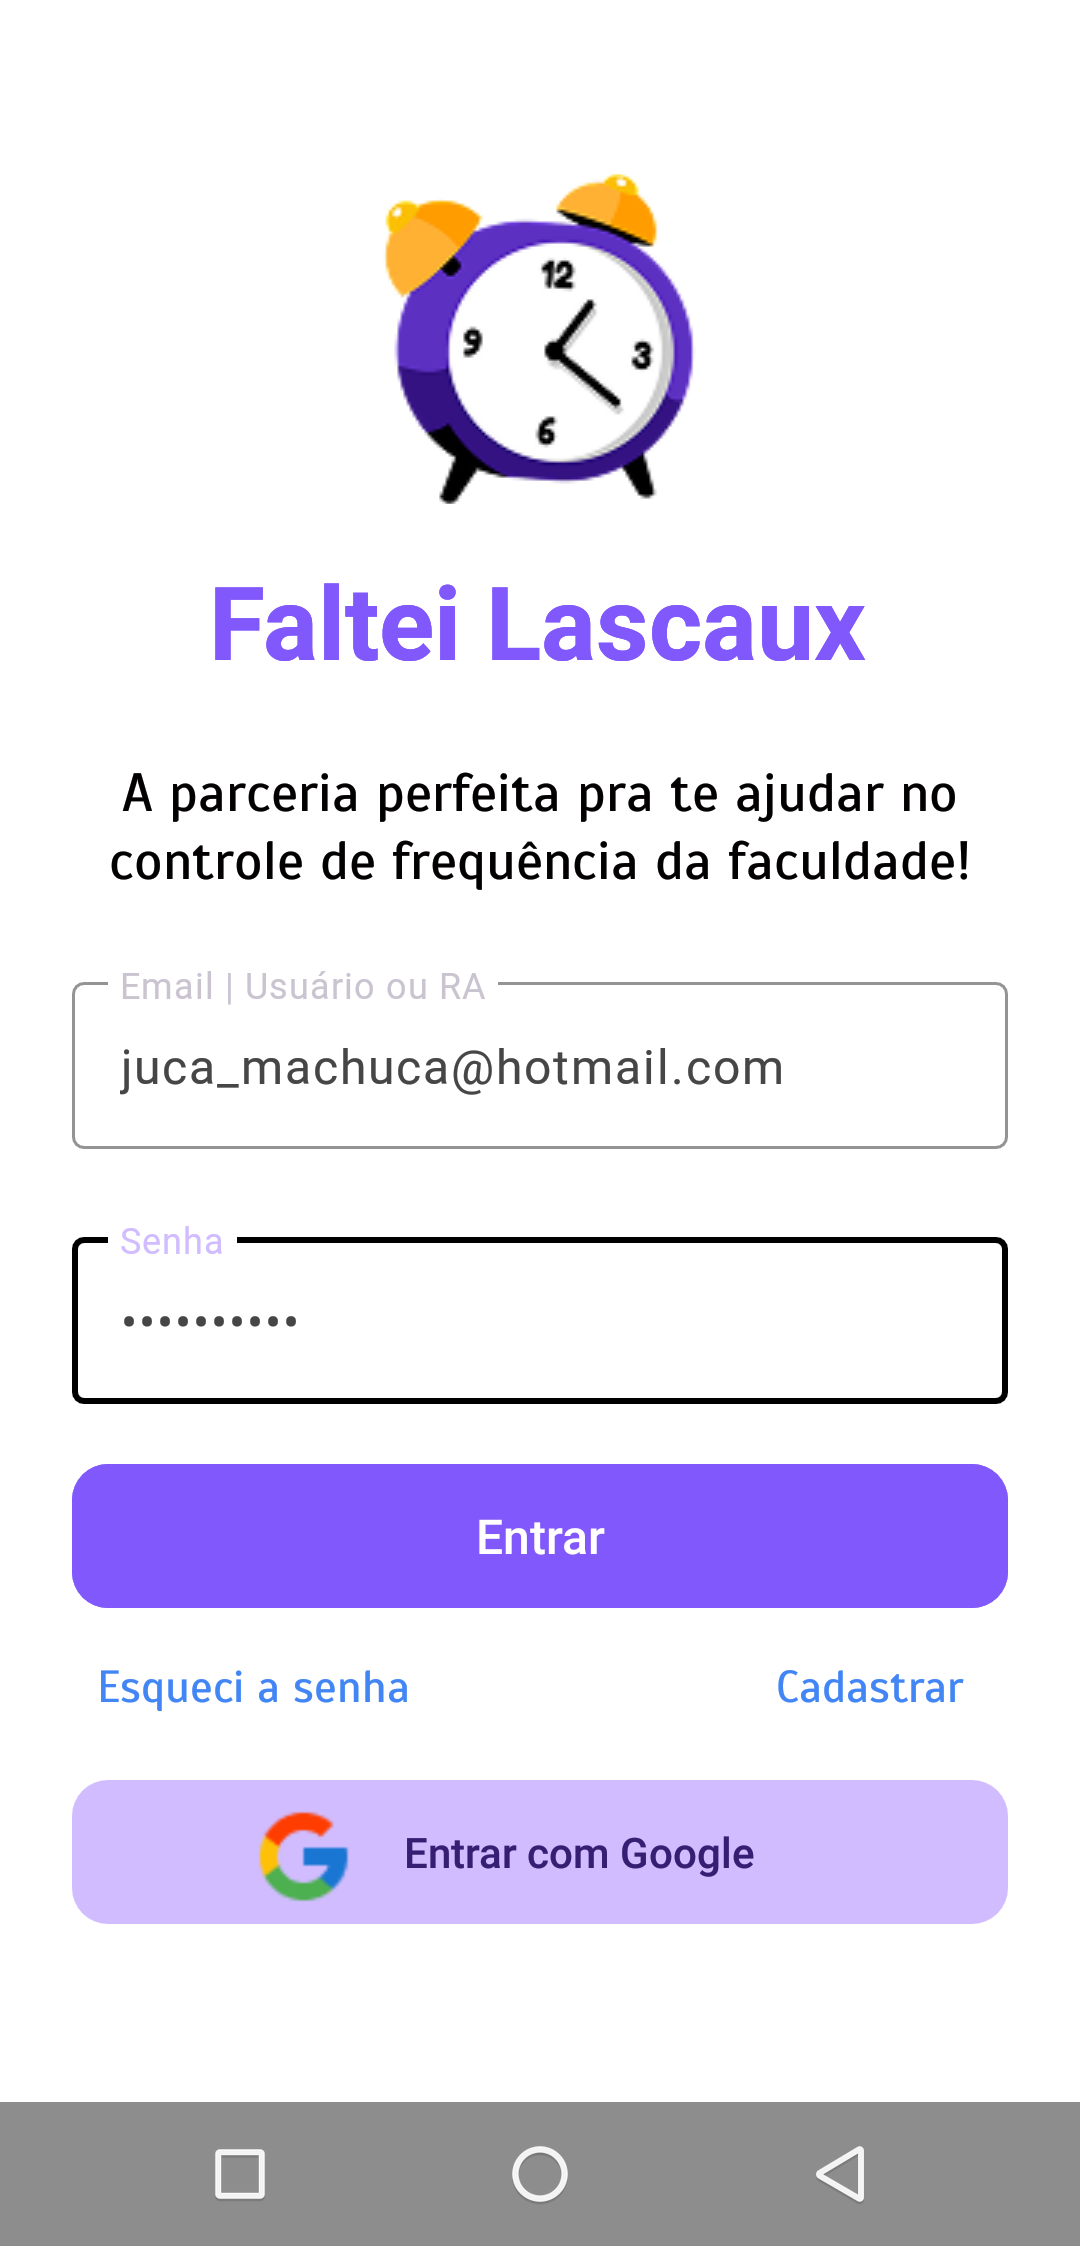 12
9
3
6
Faltei Lascaux
A parceria perfeita pra te ajudar no
controle de frequência da faculdade!
Email | Usuário ou RA
juca_machuca@hotmail.com
Senha
••••••••••
Entrar
Esqueci a senha
Cadastrar
Entrar com Google